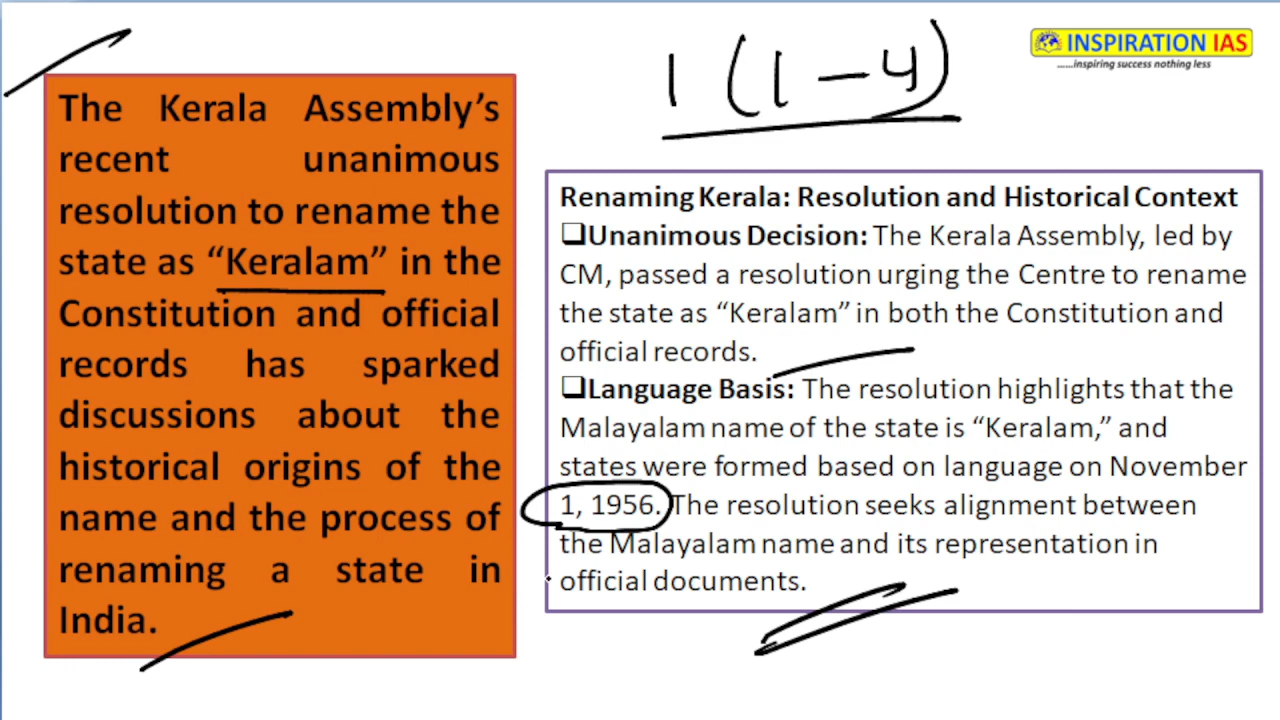 1 (1-4)
INSPIRATION IAS
......inspiring success nothing less
The Kerala Assembly’s
recent unanimous
resolution to rename the
state as “Keralam” in the
Constitution and official
records has sparked
discussions about the
historical origins of the
name and the process of
renaming a state in
India.
Renaming Kerala: Resolution and Historical Context
❑Unanimous Decision: The Kerala Assembly, led by
CM, passed a resolution urging the Centre to rename
the state as “Keralam” in both the Constitution and
official records.
❑Language Basis: The resolution highlights that the
Malayalam name of the state is “Keralam,” and
states were formed based on language on November
1, 1956. The resolution seeks alignment between
the Malayalam name and its representation in
official documents.